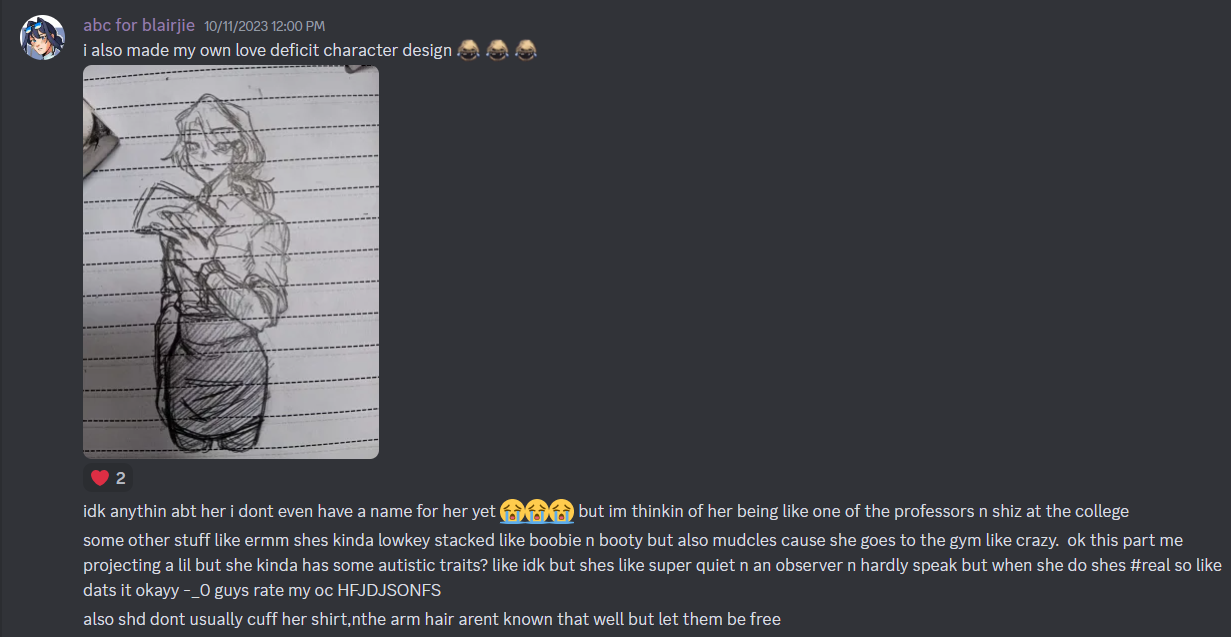 abc for blairjie 10/11/2023 12:00 PM
i also made my own love deficit character design
2
idk anythin abt her i dont even have a name for her yet 😭😭😭 but im thinkin of her being like one of the professors n shiz at the college
some other stuff like ermm shes kinda lowkey stacked like boobie n booty but also mudcles cause she goes to the gym like crazy. ok this part me
projecting a lil but she kinda has some autistic traits? like idk but shes like super quiet n an observer n hardly speak but when she do shes #real so like
dats it okayy -_0 guys rate my oc HFJDJSONFS
also shd dont usually cuff her shirt,nthe arm hair arent known that well but let them be free